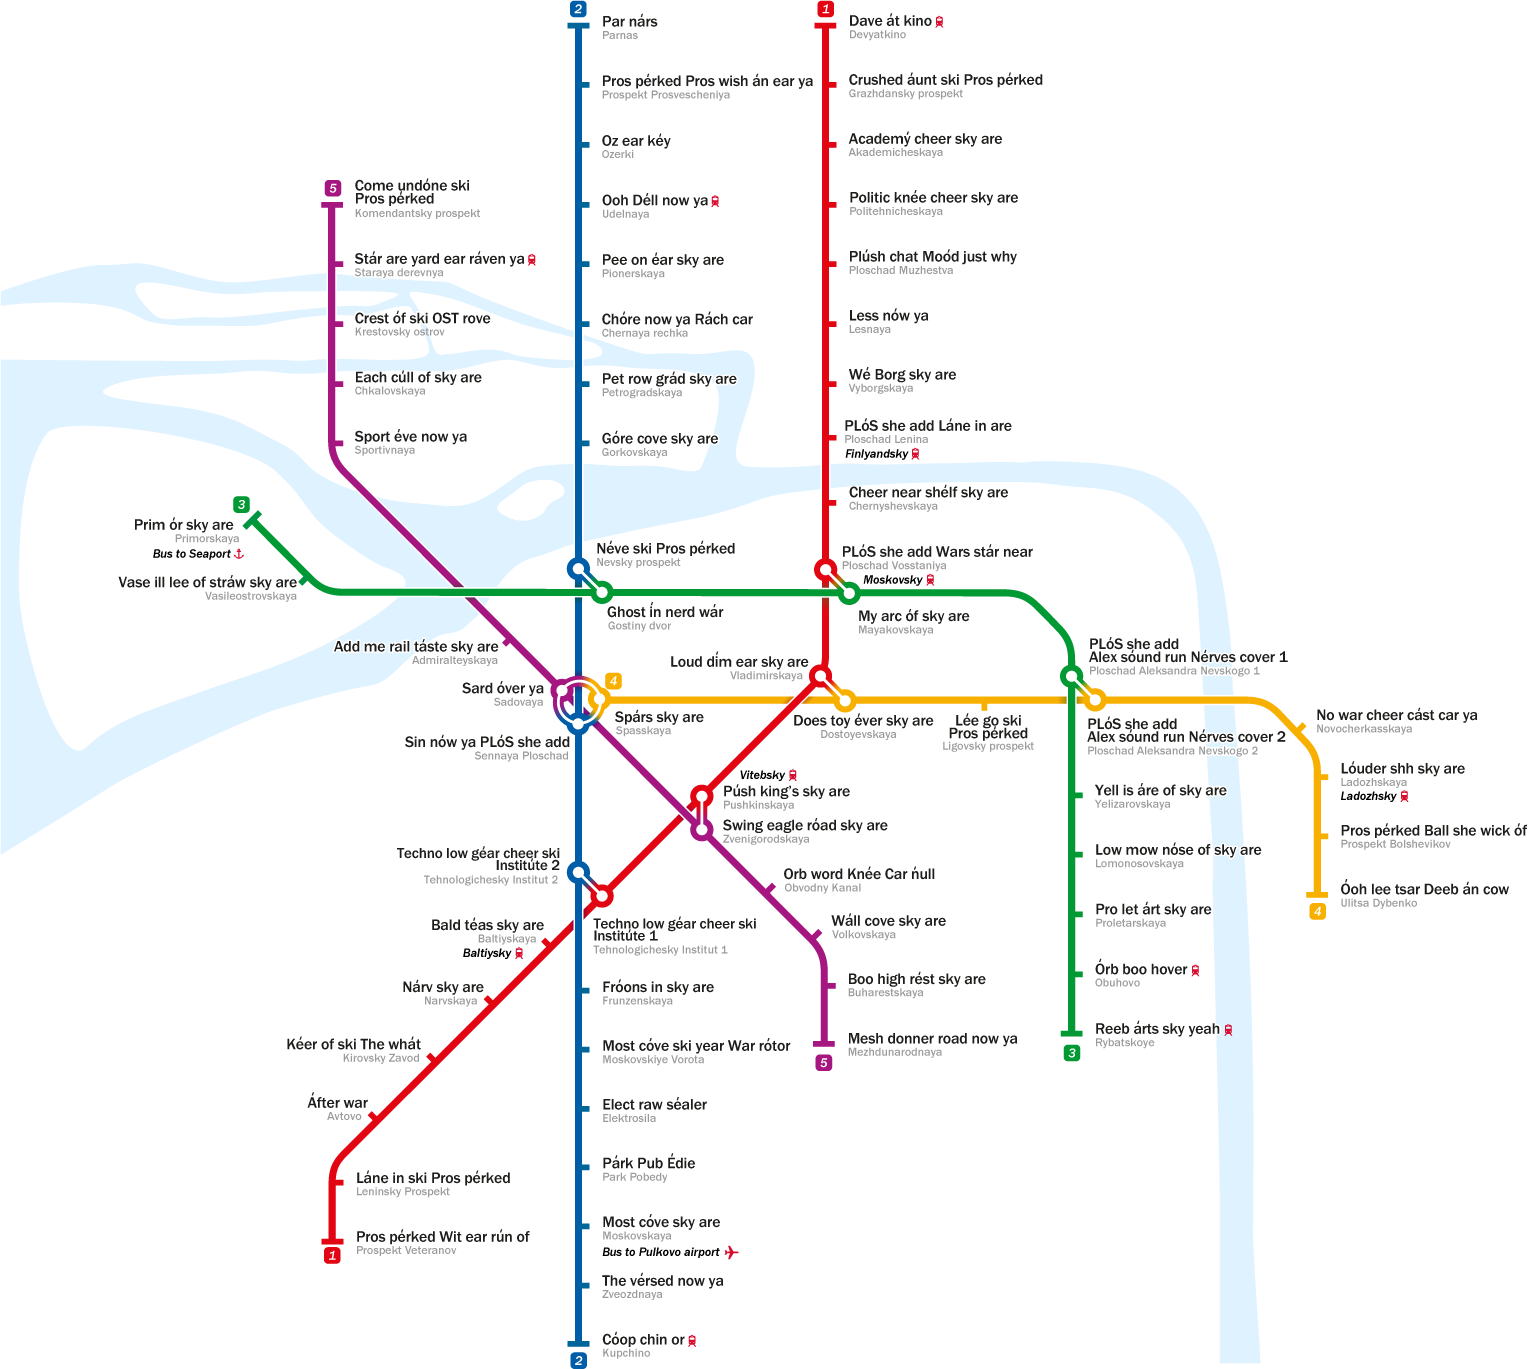 2
Par nárs
Parnas
Pros pérked Pros wish án ear ya
Prospekt Prosvescheniya
Oz ear kéy
Ozerki
Ooh Déll now ya
Udelnaya
Pee on éar sky are
Pionerskaya
Chóre now ya Rách car
Chernaya rechka
Pet row grád sky are
Petrogradskaya
Góre cove sky are
Gorkovskaya
Néve ski Pros pérked
Nevsky prospekt
1
Dave át kino
Devyatkino
Crushed áunt ski Pros pérked
Grazhdansky prospekt
Academý cheer sky are
Akademicheskaya
Politic knée cheer sky are
Politehnicheskaya
Plúsh chat Moód just why
Ploschad Muzhestva
Less nów ya
Lesnaya
Wé Borg sky are
Vyborgskaya
PLóS she add Láne in are
Ploschad Lenina
Finlyandsky
Cheer near shélf sky are
Chernyshevskaya
PLóS she add Wars stár near
Ploschad Vosstaniya
Moskovsky
5
Come undóne ski
Pros pérked
Komendantsky prospekt
Stár are yard ear ráven ya
Staraya derevnya
Crest óf ski OST rove
Krestovsky ostrov
Each cúll of sky are
Chkalovskaya
Sport éve now ya
Sportivnaya
3
Prim ór sky are
Primorskaya
Bus to Seaport
Vase ill lee of stráw sky are
Vasileostrovskaya
Ghost ín nerd wár
Gostiny dvor
My arc óf sky are
Mayakovskaya
Add me rail táste sky are
Admiralteyskaya
Sard óver ya
Sadovaya
4
Spárs sky are
Spasskaya
Sin nów ya PLóS she add
Sennaya Ploschad
Loud dím ear sky are
Vladimirskaya
Does toy éver sky are
Dostoyevskaya
Lée go ski
Pros pérked
Ligovsky prospekt
PLóS she add
Alex sóund run Nérves cover 1
Ploschad Aleksandra Nevskogo 1
PLóS she add
Alex sóund run Nérves cover 2
Ploschad Aleksandra Nevskogo 2
No war cheer cást car ya
Novocherkasskaya
Lóuder shh sky are
Ladozhskaya
Ladozhsky
Pros pérked Ball she wick óf
Prospekt Bolshevikov
Óoh lee tsar Deeb án cow
Ulitsa Dybenko
4
Yell is áre of sky are
Yelizarovskaya
Low mow nóse of sky are
Lomonosovskaya
Pro let árt sky are
Proletarskaya
Órb boo hover
Obuhovo
Reeb árts sky yeah
Rybatskoye
3
Vitebsky
Púsh king's sky are
Pushkinskaya
Swing eagle róad sky are
Zvenigorodskaya
Orb word Knée Car ńull
Obvodny Kanal
Wáll cove sky are
Volkovskaya
Boo high rést sky are
Buharestskaya
Mesh donner road now ya
Mezhdunarodnaya
5
Techno low géar cheer ski
Institúte 2
Tehnologichesky Institut 2
Techno low géar cheer ski
Institúte 1
Tehnologichesky Institut 1
Bald téas sky are
Baltiyskaya
Baltiysky
Nárv sky are
Narvskaya
Kéer of ski The whát
Kirovsky Zavod
Áfter war
Avtovo
Láne in ski Pros pérked
Leninsky Prospekt
Pros pérked Wit ear rún of
Prospekt Veteranov
1
Fróons in sky are
Frunzenskaya
Most cóve ski year War rótor
Moskovskiye Vorota
Elect raw séaler
Elektrosila
Párk Pub Édie
Park Pobedy
Most cóve sky are
Moskovskaya
Bus to Pulkovo airport
The vérsed now ya
Zveozdnaya
Cóop chin or
Kupchino
2